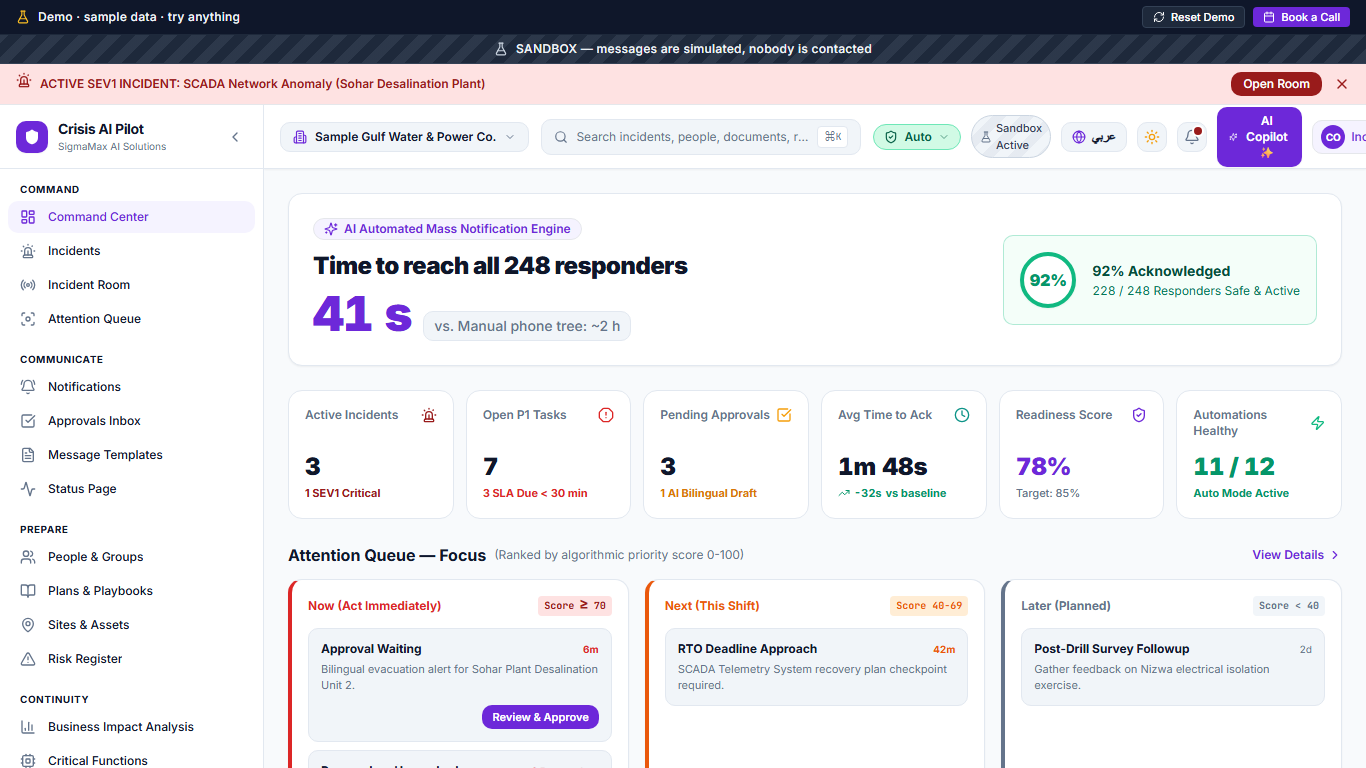 Demo · sample data · try anything
Reset Demo
Book a Call
SANDBOX — messages are simulated, nobody is contacted
ACTIVE SEV1 INCIDENT: SCADA Network Anomaly (Sohar Desalination Plant)
Open Room
Crisis AI Pilot
SigmaMax AI Solutions
Sample Gulf Water & Power Co.
Search incidents, people, documents, r...
⌘K
Auto
Sandbox
Active
عربي
AI
Copilot
✨
CO
COMMAND
Command Center
Incidents
Incident Room
Attention Queue
COMMUNICATE
Notifications
Approvals Inbox
Message Templates
Status Page
PREPARE
People & Groups
Plans & Playbooks
Sites & Assets
Risk Register
CONTINUITY
Business Impact Analysis
Critical Functions
AI Automated Mass Notification Engine
Time to reach all 248 responders
41 s
vs. Manual phone tree: ~2 h
92%
92% Acknowledged
228 / 248 Responders Safe & Active
Active Incidents
3
1 SEV1 Critical
Open P1 Tasks
7
3 SLA Due < 30 min
Pending Approvals
3
1 AI Bilingual Draft
Avg Time to Ack
1m 48s
-32s vs baseline
Readiness Score
78%
Target: 85%
Automations
Healthy
11 / 12
Auto Mode Active
Attention Queue — Focus
(Ranked by algorithmic priority score 0-100)
View Details
Now (Act Immediately)
Score ≥ 70
Approval Waiting
6m
Bilingual evacuation alert for Sohar Plant Desalination
Unit 2.
Review & Approve
Next (This Shift)
Score 40-69
RTO Deadline Approach
42m
SCADA Telemetry System recovery plan checkpoint
required.
Later (Planned)
Score < 40
Post-Drill Survey Followup
2d
Gather feedback on Nizwa electrical isolation
exercise.